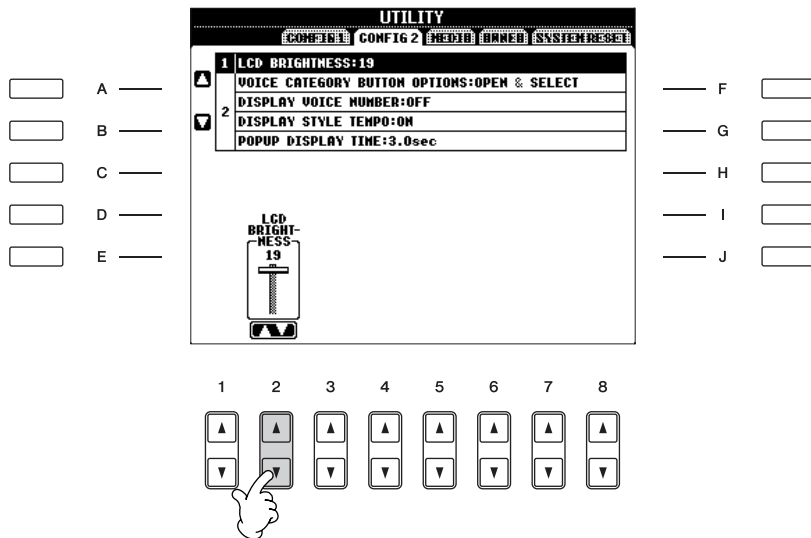 UTILITY
CONFIG 1 CONFIG 2 MEDIA OWNER SYSTEM RESET
1 LCD BRIGHTNESS:19
2 VOICE CATEGORY BUTTON OPTIONS:OPEN & SELECT
DISPLAY VOICE NUMBER:OFF
DISPLAY STYLE TEMPO:ON
POPUP DISPLAY TIME:3.0sec
A
B
C
D
E
F
G
H
I
J
LCD
BRIGHT-
NESS
19
1 2 3 4 5 6 7 8